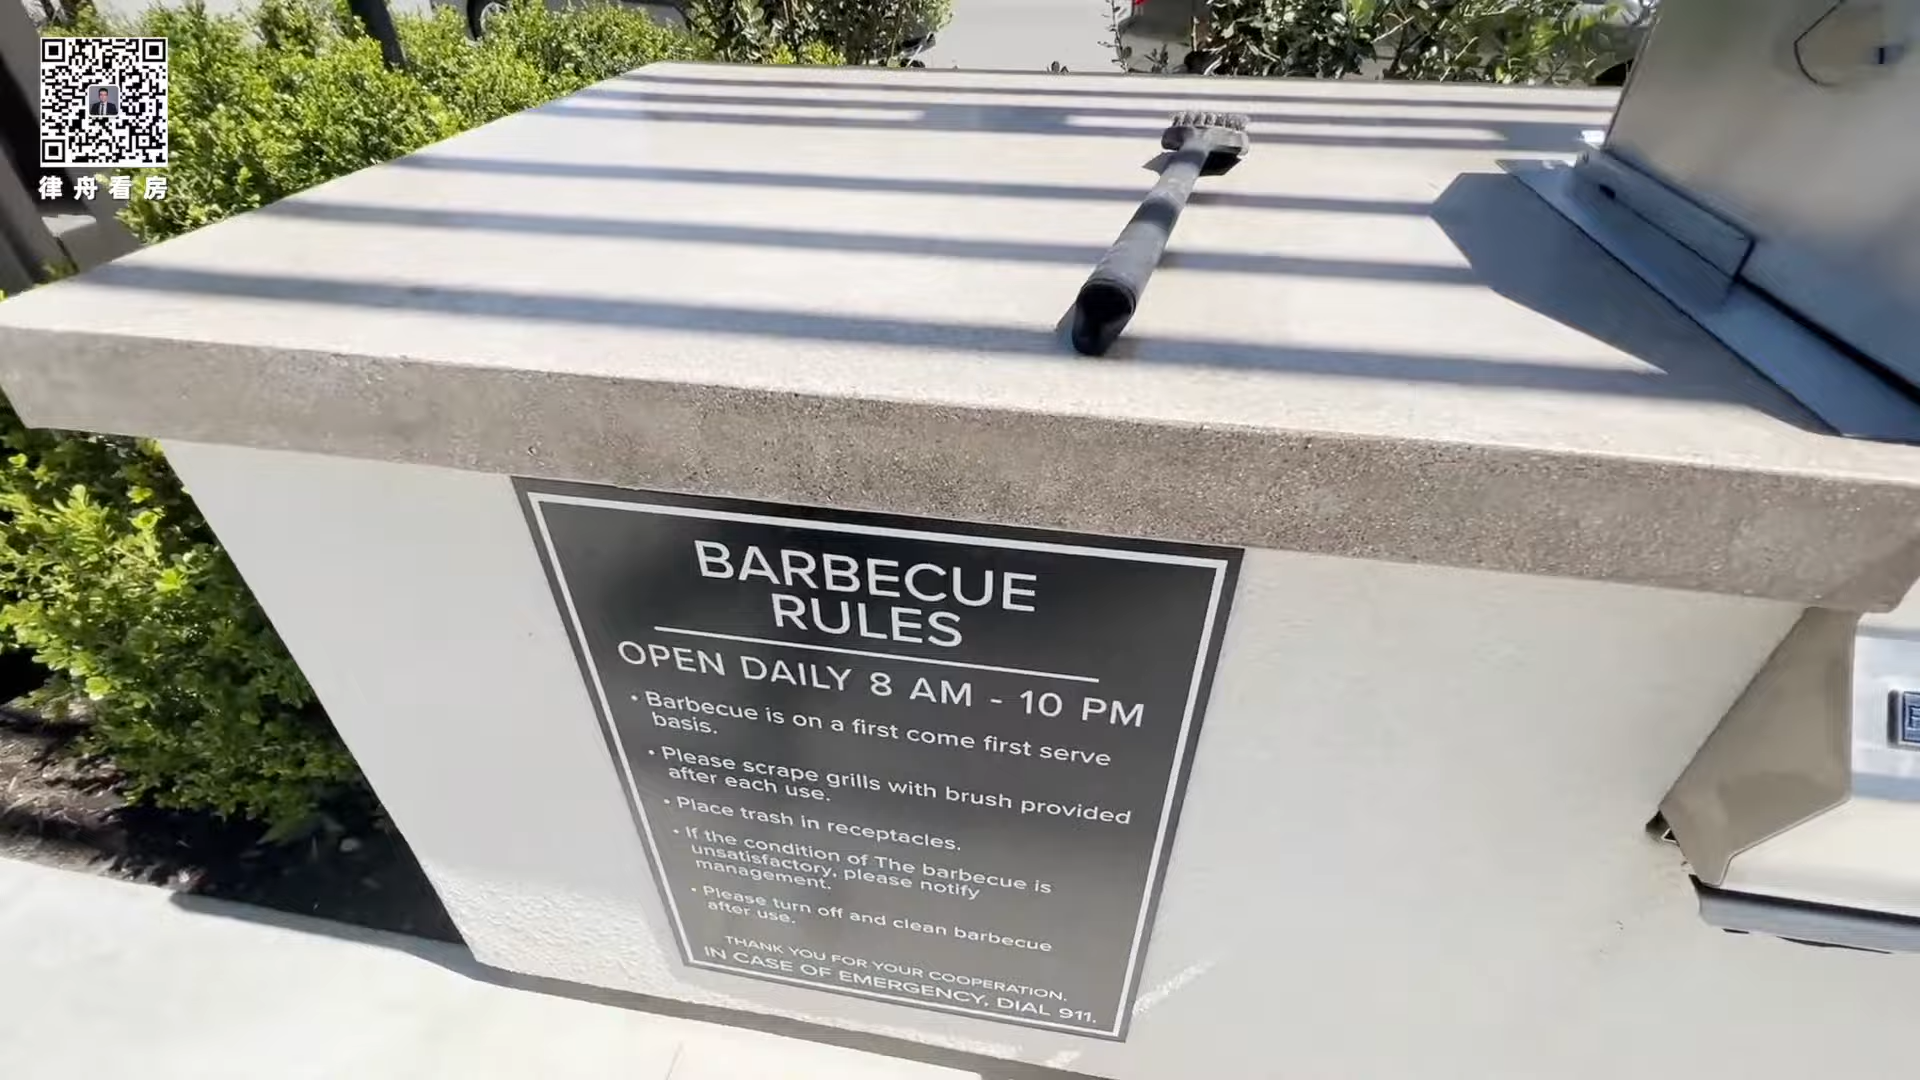 律舟看房
BARBECUE
RULES
OPEN DAILY 8 AM - 10 PM
• Barbecue is on a first come first serve
basis.
• Please scrape grills with brush provided
after each use.
• Place trash in receptacles.
• If the condition of The barbecue is
unsatisfactory, please notify
management.
• Please turn off and clean barbecue
after use.
THANK YOU FOR YOUR COOPERATION.
IN CASE OF EMERGENCY, DIAL 911.